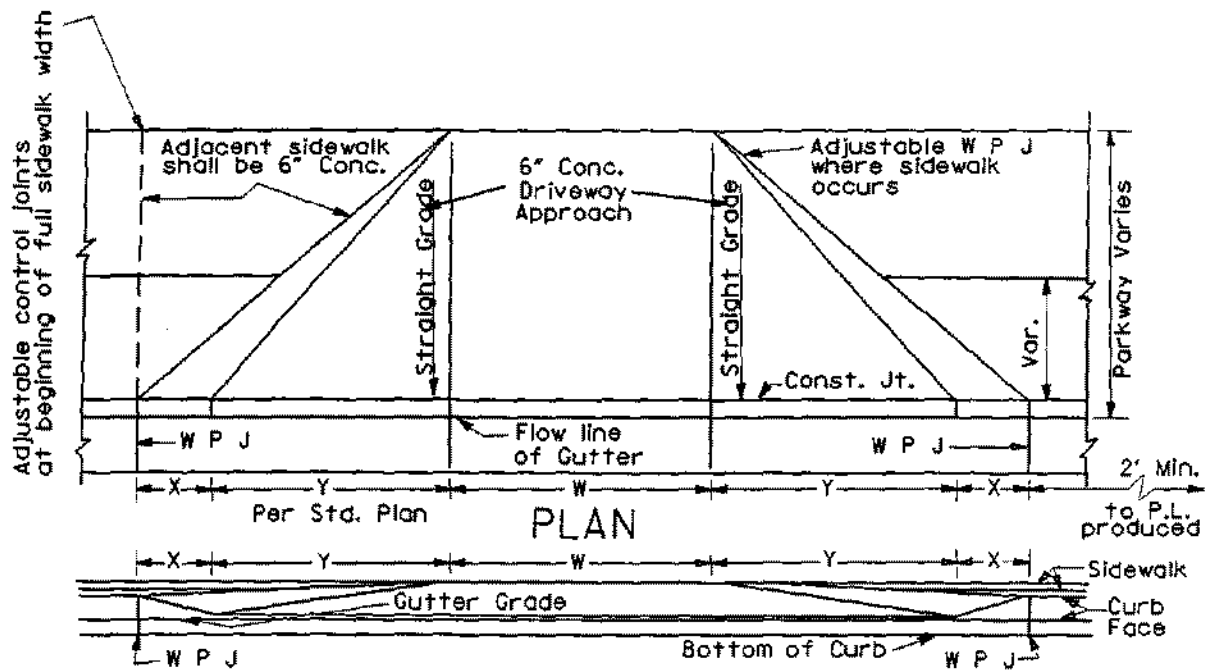 Adjustable control joints
at beginning of full sidewalk width
Adjacent sidewalk
shall be 6" Conc.
6" Conc.
Driveway
Approach
Adjustable W P J
where sidewalk
occurs
Straight Grade
Straight Grade
Var.
Parkway Varies
Const. Jt.
W P J
Flow line
of Gutter
W P J
X
Y
W
Y
X
2' Min.
to P.L.
produced
Per Std. Plan
PLAN
X
Y
W
Y
X
Sidewalk
Gutter Grade
Curb
Face
W P J
Bottom of Curb
W P J